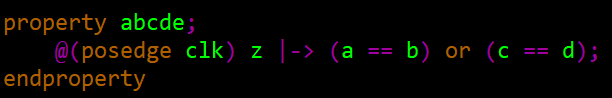 property abcde;
@(posedge clk) z |-> (a == b) or (c == d);
endproperty